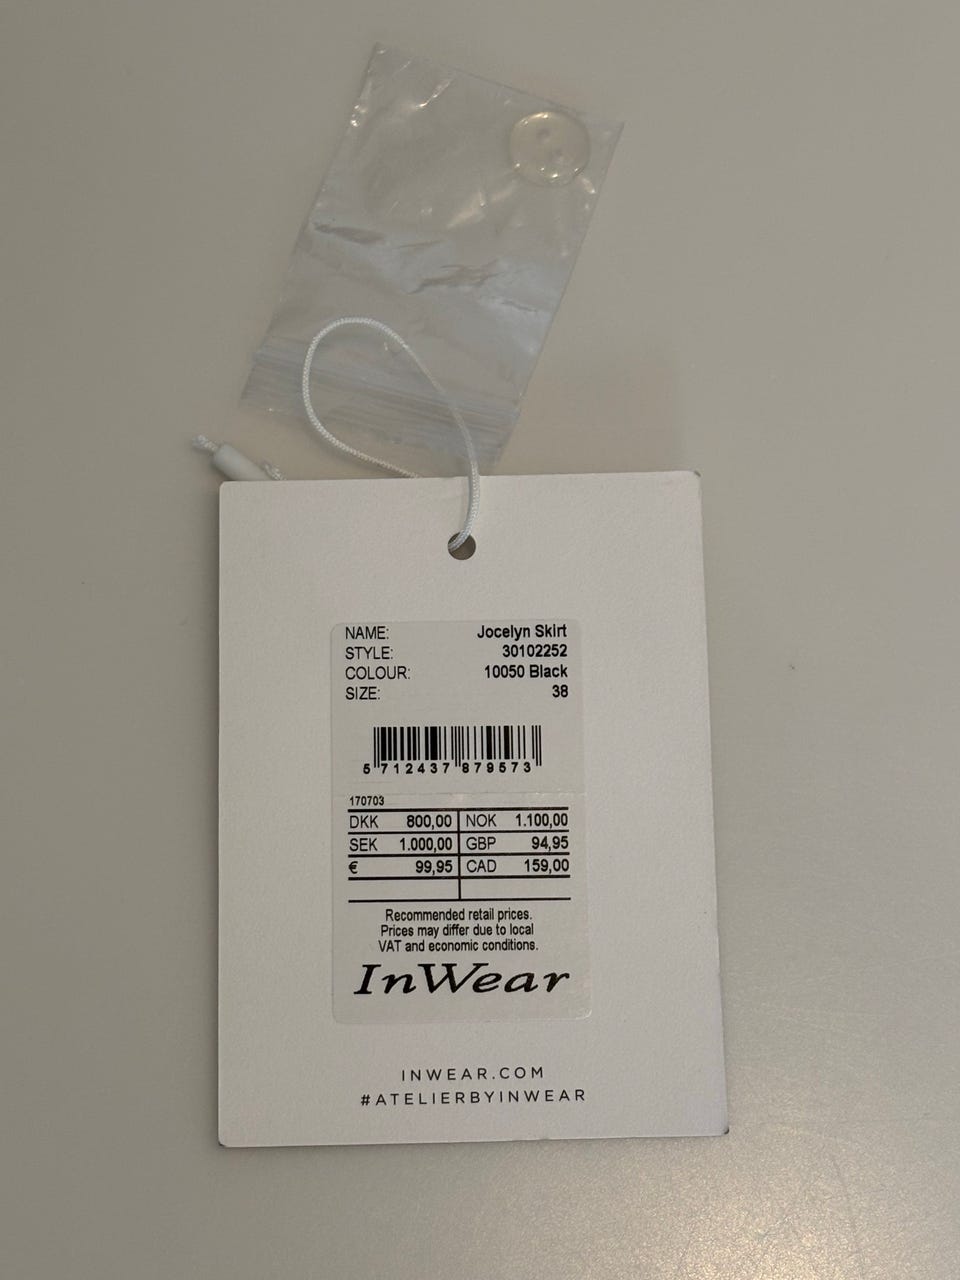 NAME: Jocelyn Skirt
STYLE: 30102252
COLOUR: 10050 Black
SIZE: 38
5 712437 879573
170703
DKK 800,00 NOK 1.100,00
SEK 1.000,00 GBP 94,95
€ 99,95 CAD 159,00
Recommended retail prices.
Prices may differ due to local
VAT and economic conditions.
InWear
INWEAR.COM
#ATELIERBYINWEAR